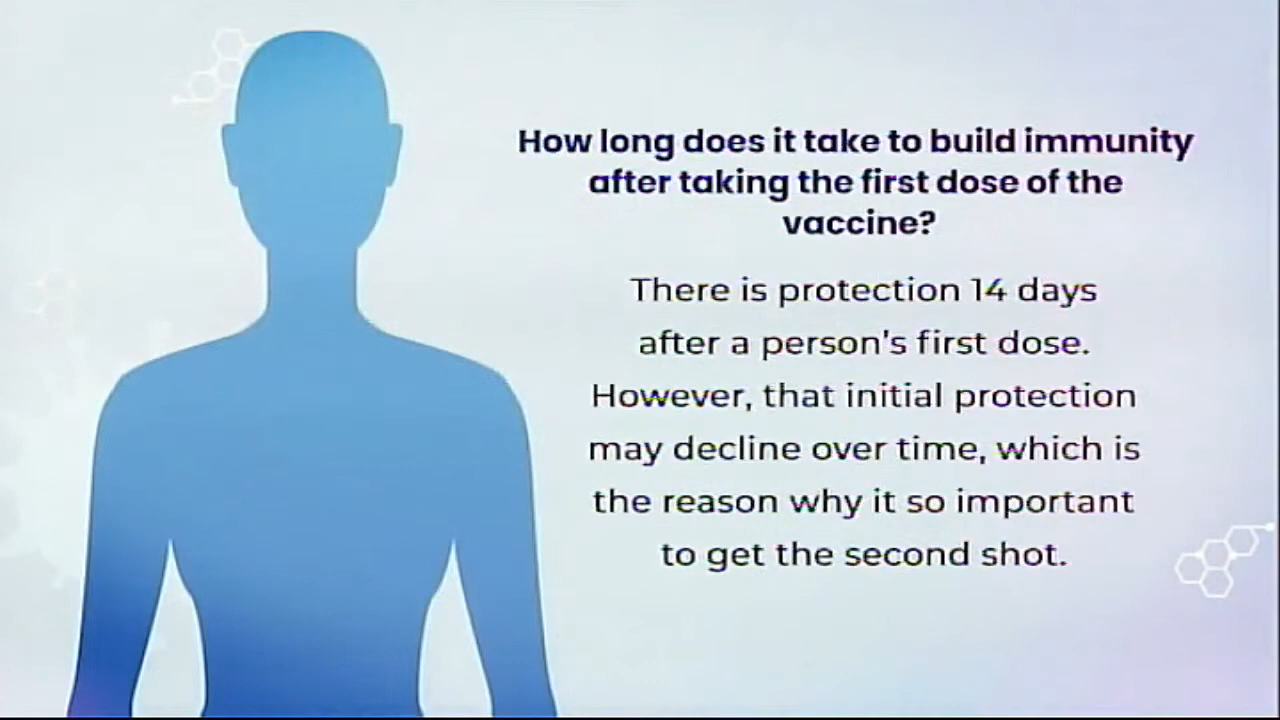 How long does it take to build immunity
after taking the first dose of the
vaccine?
There is protection 14 days
after a person's first dose.
However, that initial protection
may decline over time, which is
the reason why it so important
to get the second shot.